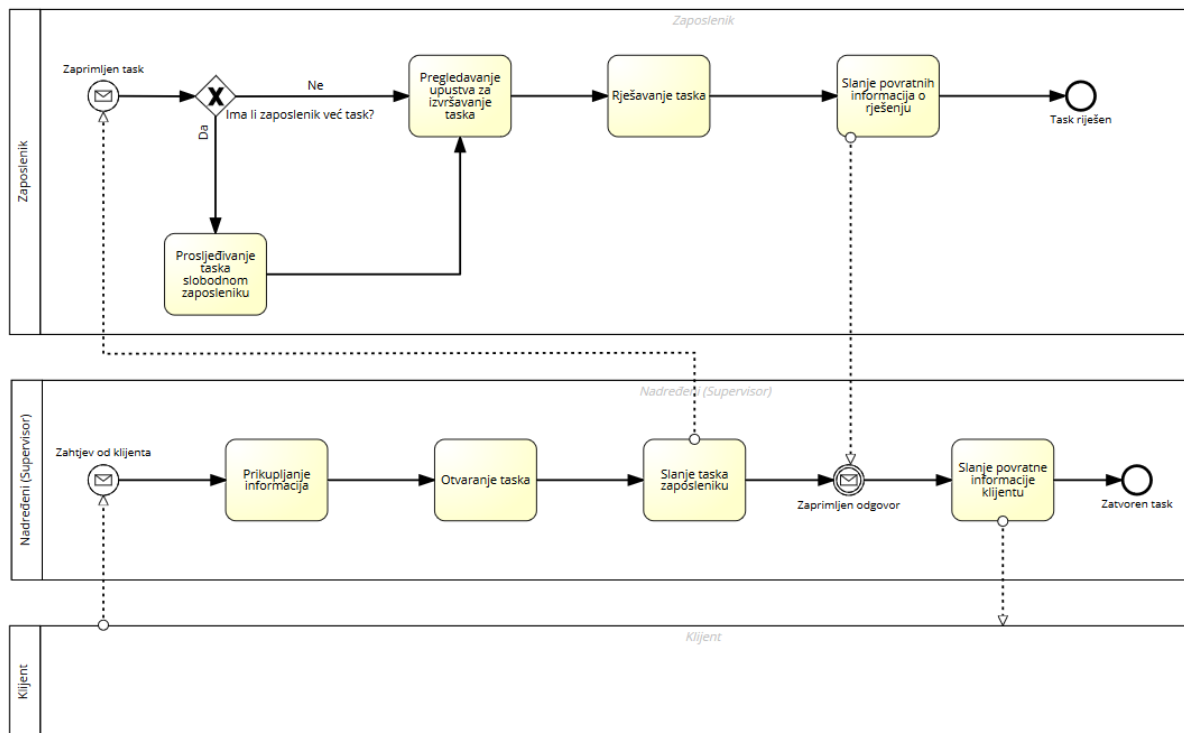 Zaposlenik
Zaposlenik
Zaprimljen task
Ima li zaposlenik već task?
Ne
Da
Prosljeđivanje
taska
slobodnom
zaposleniku
Pregledavanje
upustva za
izvršavanje
taska
Rješavanje taska
Slanje povratnih
informacija o
rješenju
Task riješen
Nadređeni (Supervisor)
Nadređeni (Supervisor)
Zahtjev od klijenta
Prikupljanje
informacija
Otvaranje taska
Slanje taska
zaposleniku
Zaprimljen odgovor
Slanje povratne
informacije
klijentu
Zatvoren task
Klijent
Klijent